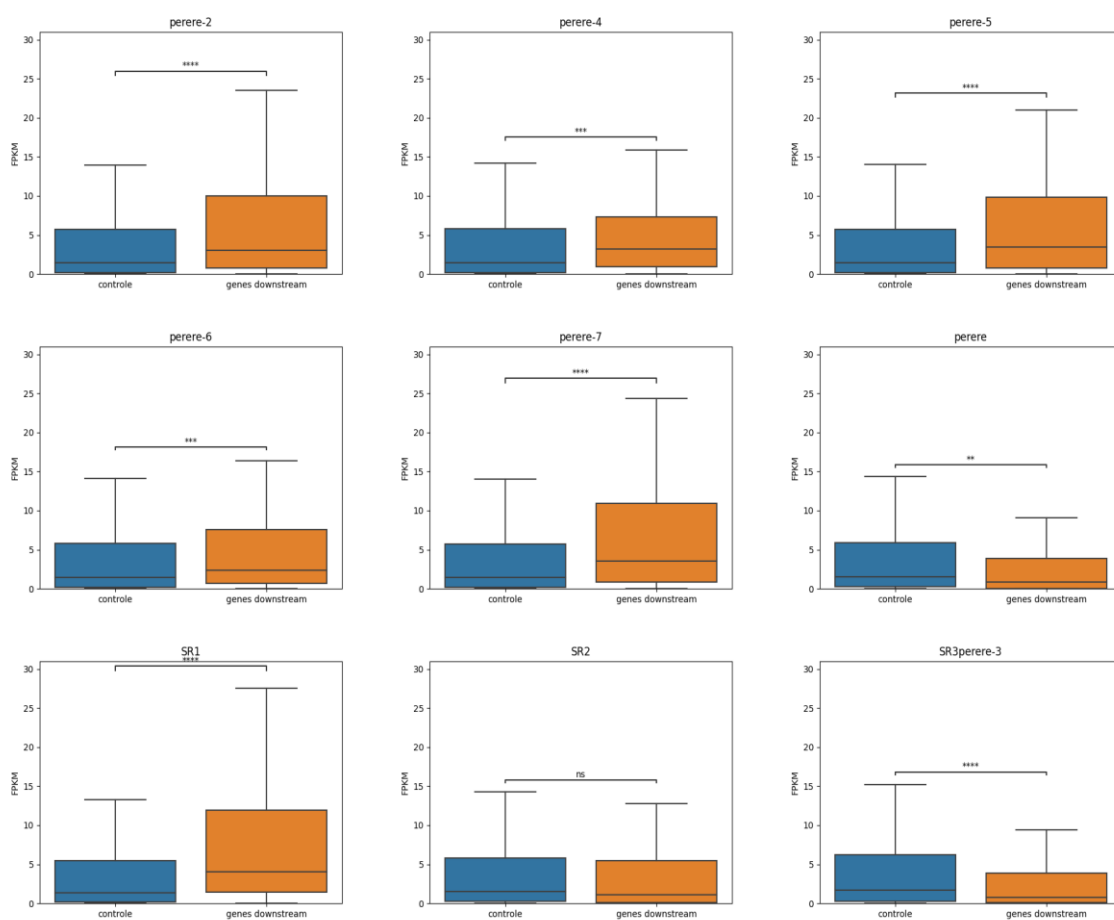 perere-2
30
25
20
15
10
5
0
FPKM
****
controle genes downstream
perere-4
30
25
20
15
10
5
0
FPKM
***
controle genes downstream
perere-5
30
25
20
15
10
5
0
FPKM
****
controle genes downstream
perere-6
30
25
20
15
10
5
0
FPKM
***
controle genes downstream
perere-7
30
25
20
15
10
5
0
FPKM
****
controle genes downstream
perere
30
25
20
15
10
5
0
FPKM
**
controle genes downstream
SR1
****
30
25
20
15
10
5
0
FPKM
controle genes downstream
SR2
30
25
20
15
10
5
0
FPKM
ns
controle genes downstream
SR3perere-3
30
25
20
15
10
5
0
FPKM
****
controle genes downstream